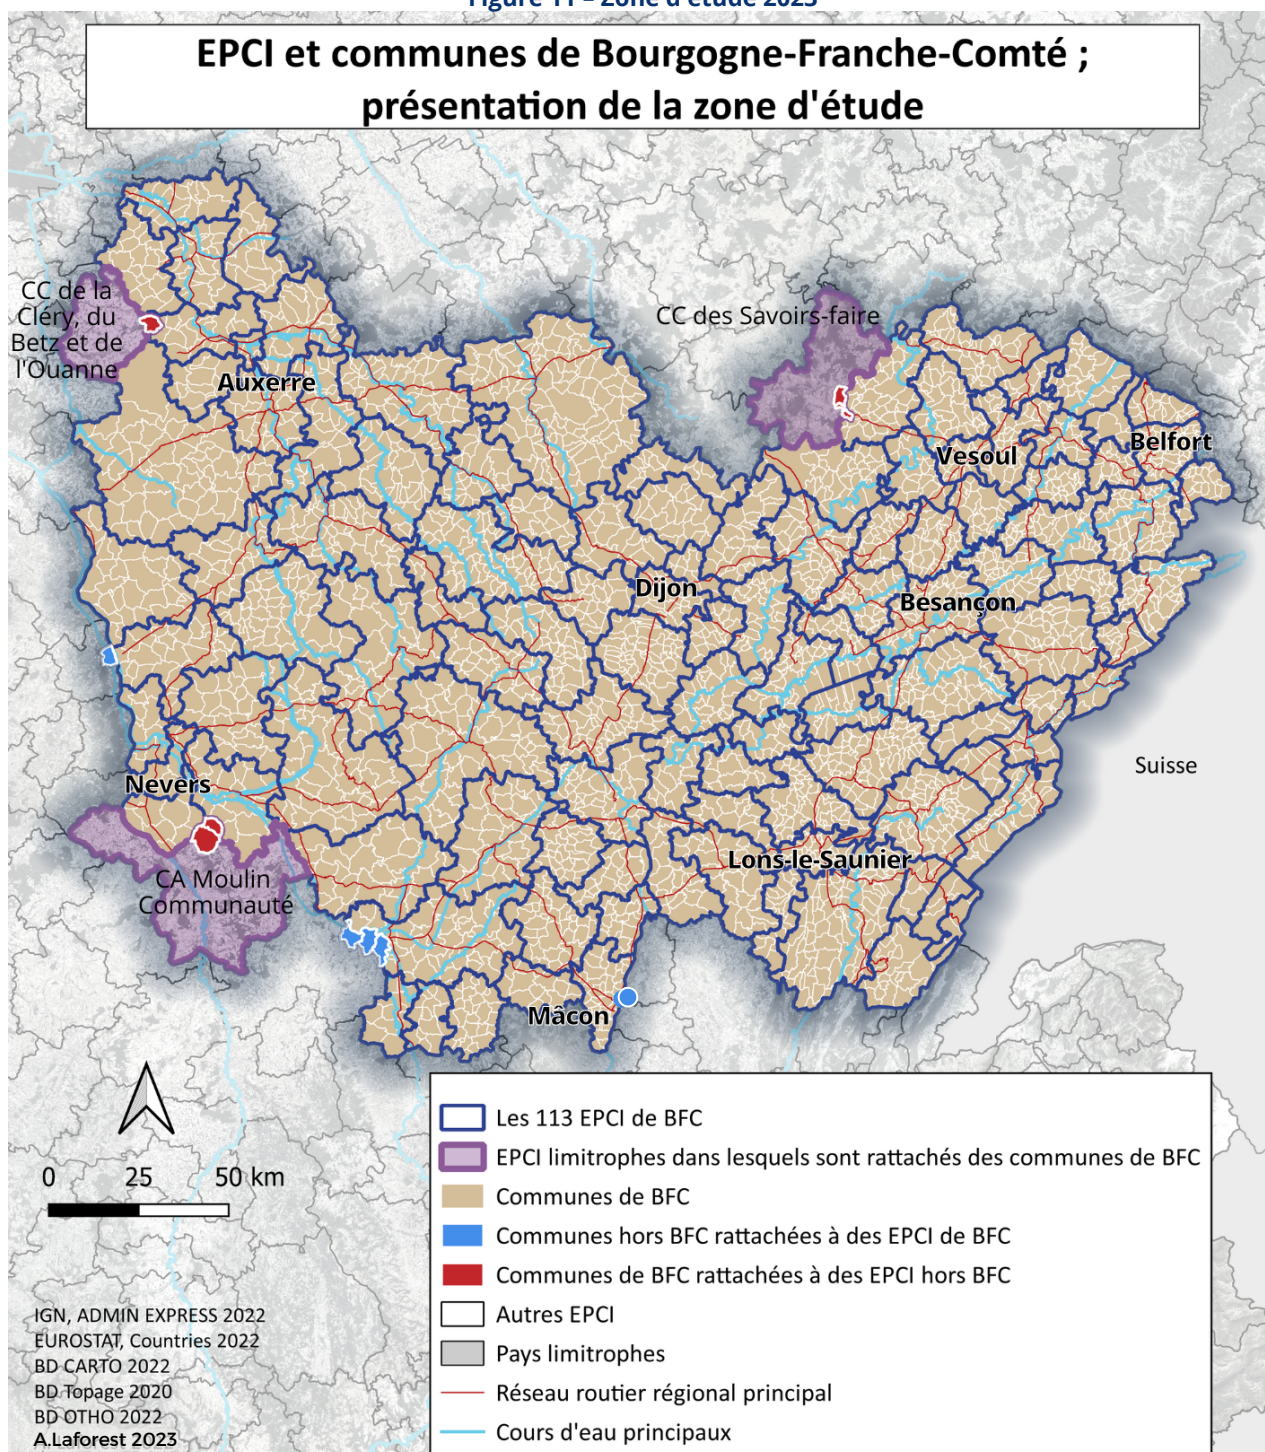 Figure 11 – Zone d'étude 2023
EPCI et communes de Bourgogne-Franche-Comté ;
présentation de la zone d'étude
CC de la
Cléry, du
Betz et de
l'Ouanne
CC des Savoirs-faire
Auxerre
Vesoul
Belfort
Dijon
Besançon
Suisse
Nevers
Lons-le-Saunier
CA Moulin
Communauté
Mâcon
0 25 50 km
Les 113 EPCI de BFC
EPCI limitrophes dans lesquels sont rattachés des communes de BFC
Communes de BFC
Communes hors BFC rattachées à des EPCI de BFC
Communes de BFC rattachées à des EPCI hors BFC
Autres EPCI
Pays limitrophes
Réseau routier régional principal
Cours d'eau principaux
IGN, ADMIN EXPRESS 2022
EUROSTAT, Countries 2022
BD CARTO 2022
BD Topage 2020
BD OTHO 2022
A.Laforest 2023